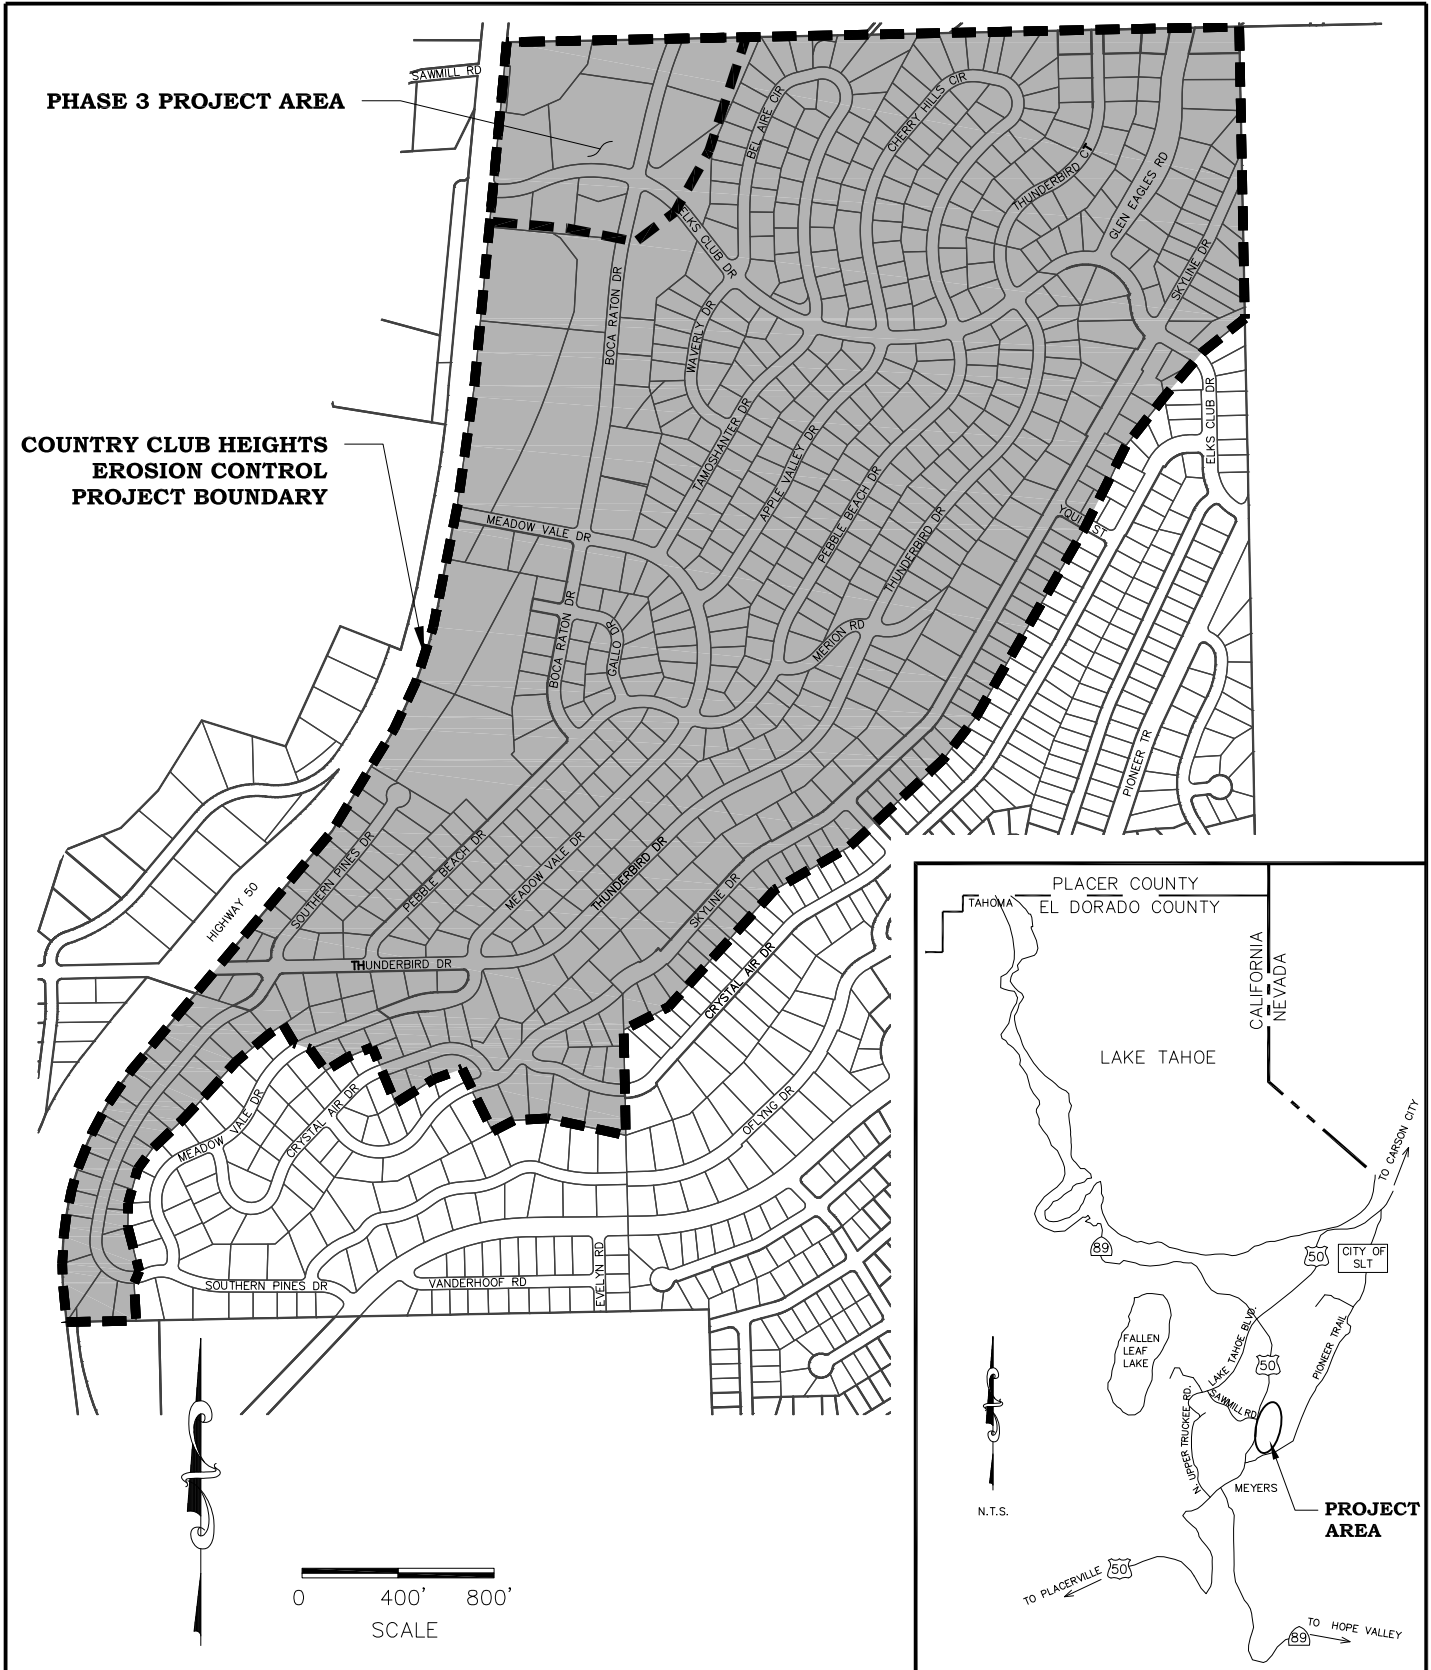 SAWMILL RD
PHASE 3 PROJECT AREA
BEL AIRE CIR
CHERRY HILLS CIR
THUNDERBIRD CT
GLEN EAGLES RD
SKYLINE DR
ELKS CLUB DR
BOCA RATON DR
WAVERLY DR
ELKS CLUB DR
COUNTRY CLUB HEIGHTS
EROSION CONTROL
PROJECT BOUNDARY
TAMOSHANTER DR
APPLE VALLEY DR
PEBBLE BEACH DR
THUNDERBIRD DR
MEADOW VALE DR
BOCA RATON DR
GALLO DR
MERION RD
PIONEER TR
HIGHWAY 50
SOUTHERN PINES DR
PEBBLE BEACH DR
MEADOW VALE DR
THUNDERBIRD DR
SKYLINE DR
THUNDERBIRD DR
CRYSTAL AIR DR
MEADOW VALE DR
CRYSTAL AIR DR
OFLYNG DR
SOUTHERN PINES DR
VANDERHOOF RD
EVELYN RD
0 400' 800'
SCALE
PLACER COUNTY
TAHOMA
EL DORADO COUNTY
CALIFORNIA
NEVADA
LAKE TAHOE
TO CARSON CITY
89
50
CITY OF
SLT
FALLEN
LEAF
LAKE
LAKE TAHOE BLVD.
50
PIONEER TRAIL
SAWMILL RD.
N. UPPER TRUCKEE RD.
MEYERS
N.T.S.
PROJECT
AREA
TO PLACERVILLE
50
TO HOPE VALLEY
89